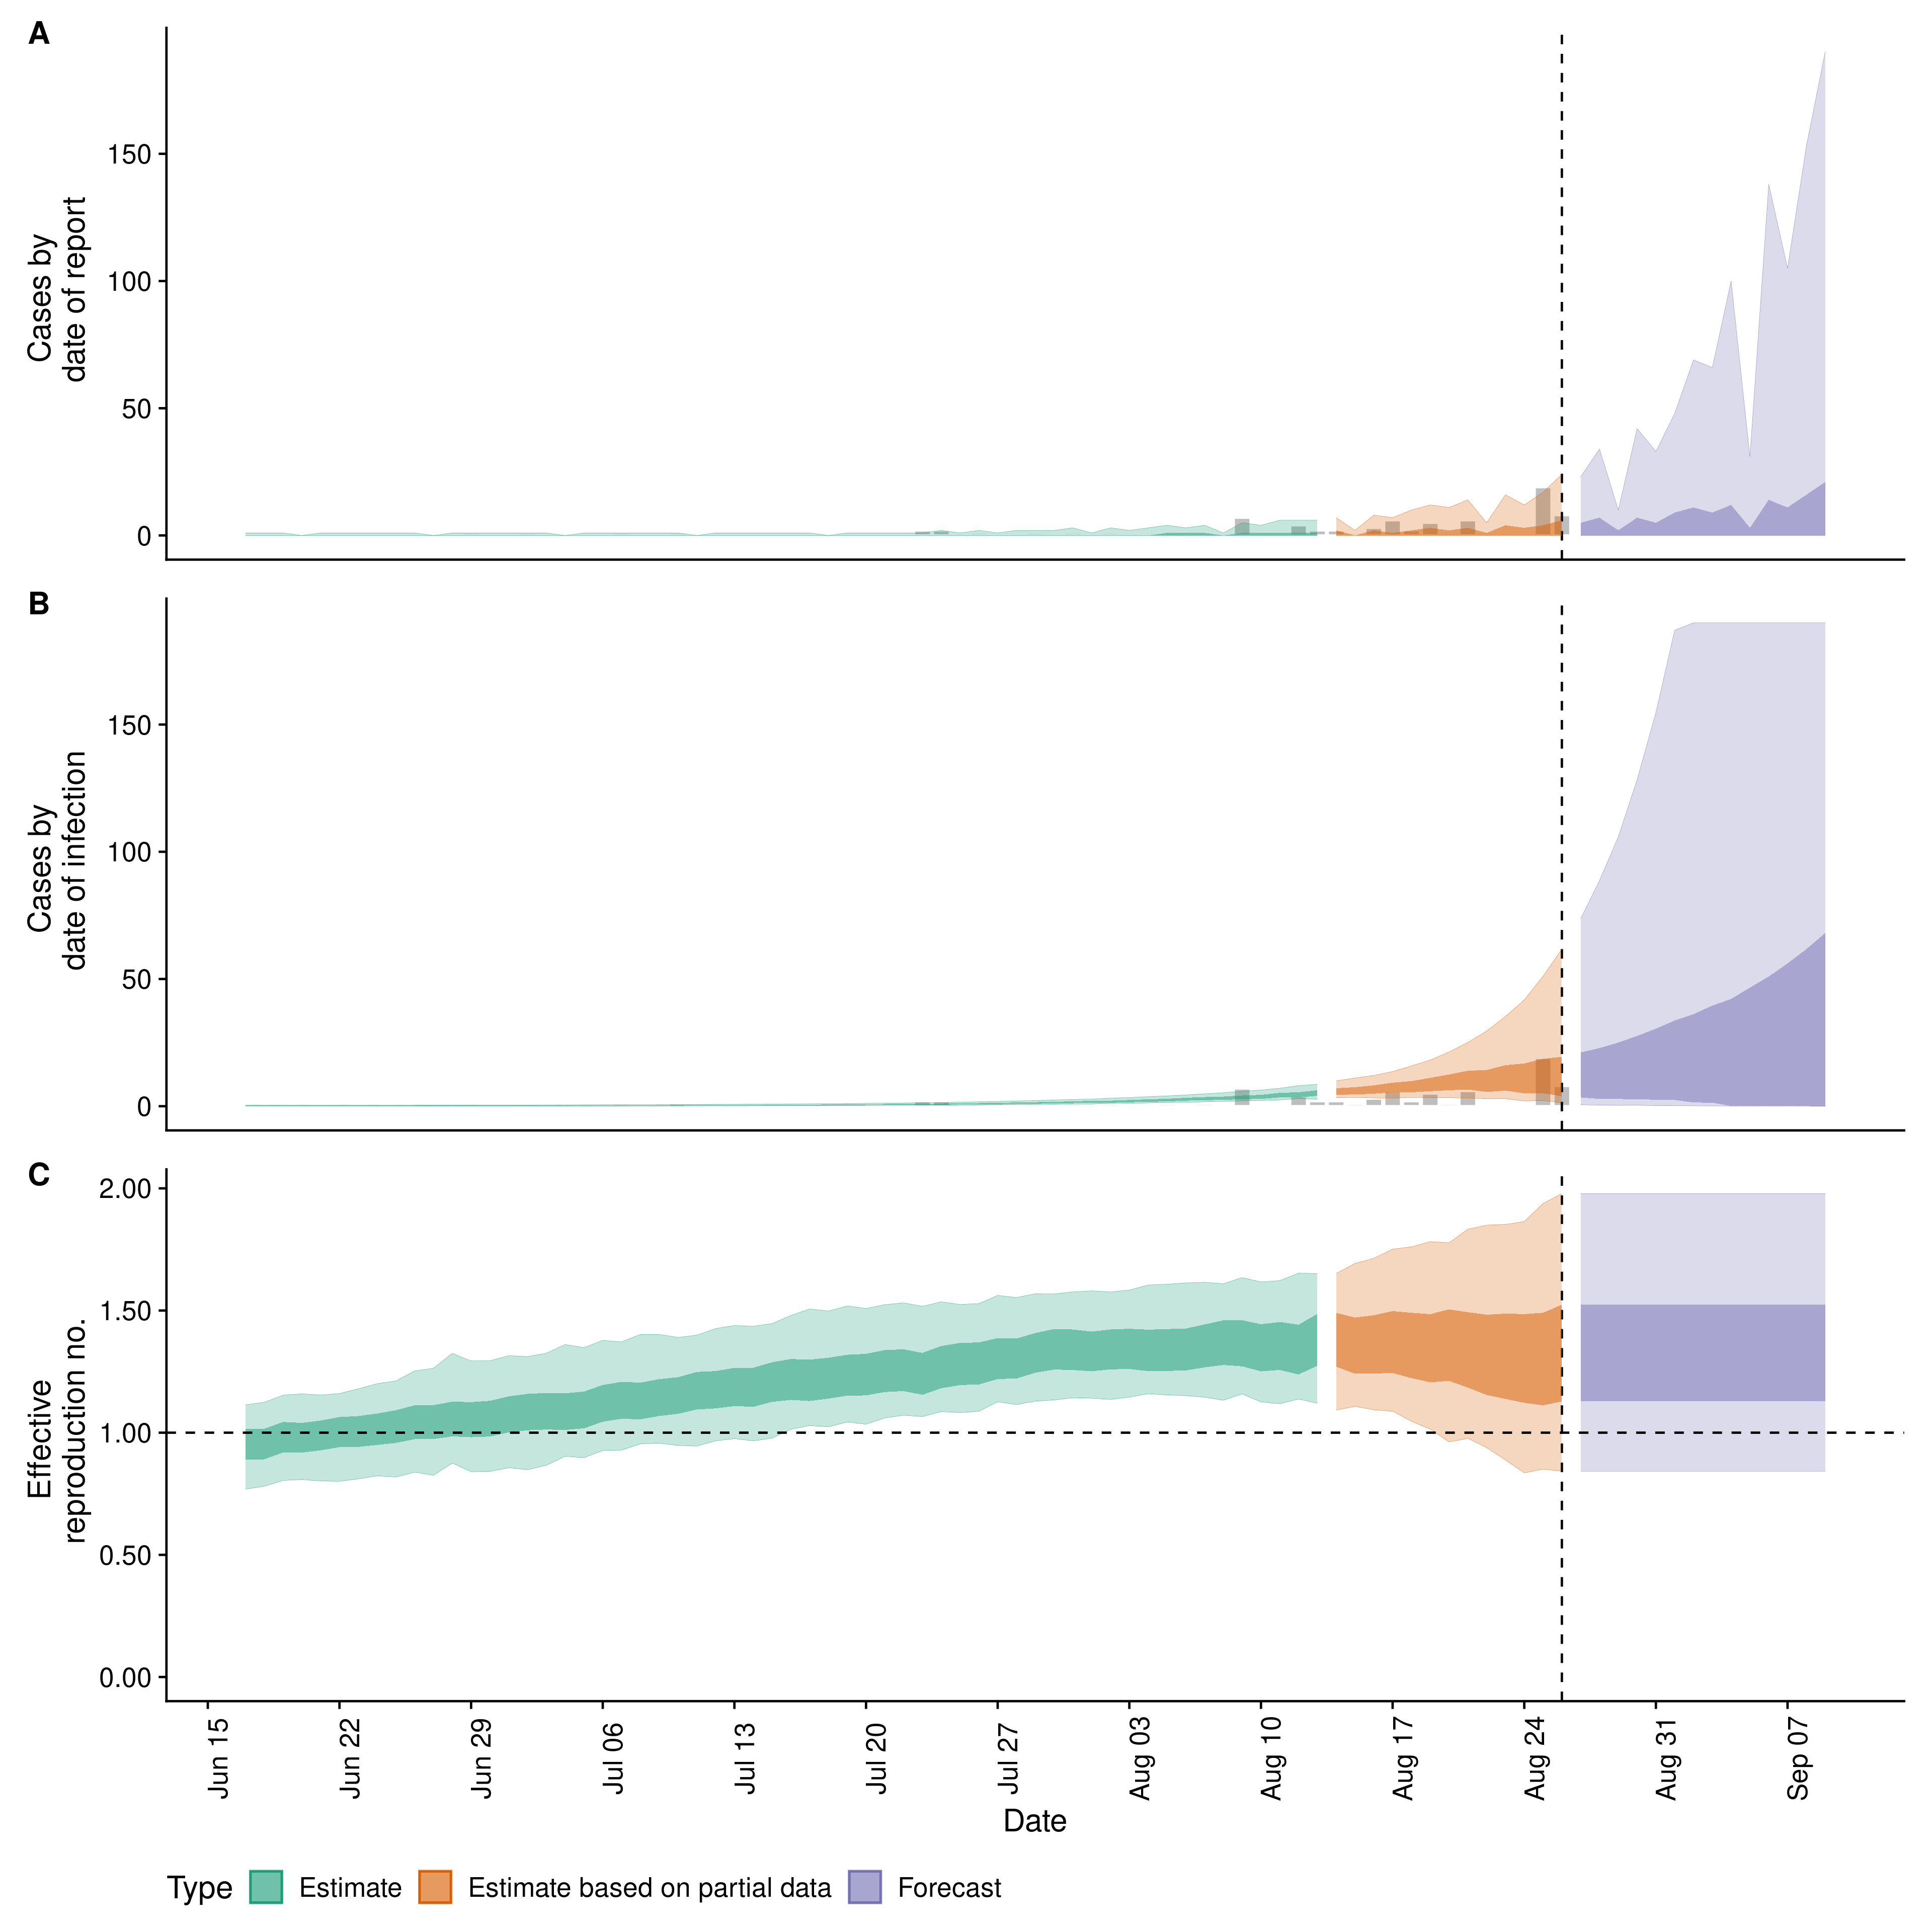 A
Cases by
date of report
150
100
50
0
B
Cases by
date of infection
150
100
50
0
C
Effective
reproduction no.
2.00
1.50
1.00
0.50
0.00
Jun 15
Jun 22
Jun 29
Jul 06
Jul 13
Jul 20
Jul 27
Aug 03
Aug 10
Aug 17
Aug 24
Aug 31
Sep 07
Date
Type Estimate Estimate based on partial data Forecast